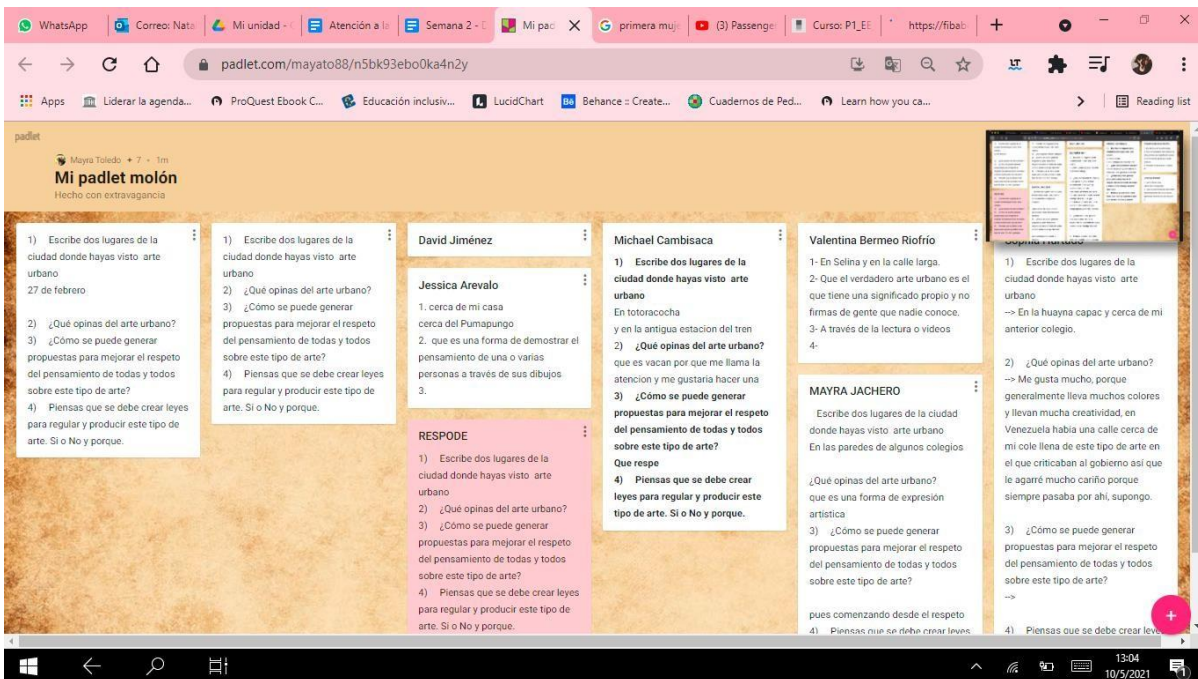 WhatsApp
Correo: Nata
Mi unidad -
Atención a la
Semana 2 -
Mi pad
primera muj
(3) Passenge
Curso: P1_EE
https://fibab
padlet.com/mayato88/n5bk93ebo0ka4n2y
Apps
Liderar la agenda...
ProQuest Ebook C...
Educación inclusiv...
LucidChart
Behance :: Create...
Cuadernos de Ped...
Learn how you ca...
Reading list
padlet
Mayra Toledo + 7 • 1m
Mi padlet molón
Hecho con extravagancia
1) Escribe dos lugares de la
ciudad donde hayas visto arte
urbano
27 de febrero
2) ¿Qué opinas del arte urbano?
3) ¿Cómo se puede generar
propuestas para mejorar el respeto
del pensamiento de todas y todos
sobre este tipo de arte?
4) Piensas que se debe crear leyes
para regular y producir este tipo de
arte. Si o No y porque.
1) Escribe dos lugares de la
ciudad donde hayas visto arte
urbano
2) ¿Qué opinas del arte urbano?
3) ¿Cómo se puede generar
propuestas para mejorar el respeto
del pensamiento de todas y todos
sobre este tipo de arte?
4) Piensas que se debe crear leyes
para regular y producir este tipo de
arte. Si o No y porque.
David Jiménez
Jessica Arevalo
1. cerca de mi casa
cerca del Pumapungo
2. que es una forma de demostrar el
pensamiento de una o varias
personas a través de sus dibujos
3.
RESPODE
1) Escribe dos lugares de la
ciudad donde hayas visto arte
urbano
2) ¿Qué opinas del arte urbano?
3) ¿Cómo se puede generar
propuestas para mejorar el respeto
del pensamiento de todas y todos
sobre este tipo de arte?
4) Piensas que se debe crear leyes
para regular y producir este tipo de
arte. Si o No y porque.
Michael Cambisaca
1) Escribe dos lugares de la
ciudad donde hayas visto arte
urbano
En totoracocha
y en la antigua estacion del tren
2) ¿Qué opinas del arte urbano?
que es vacan por que me llama la
atencion y me gustaria hacer una
3) ¿Cómo se puede generar
propuestas para mejorar el respeto
del pensamiento de todas y todos
sobre este tipo de arte?
Que respe
4) Piensas que se debe crear
leyes para regular y producir este
tipo de arte. Si o No y porque.
Valentina Bermeo Riofrío
1- En Selina y en la calle larga.
2- Que el verdadero arte urbano es el
que tiene una significado propio y no
firmas de gente que nadie conoce.
3- A través de la lectura o videos
4-
MAYRA JACHERO
Escribe dos lugares de la ciudad
donde hayas visto arte urbano
En las paredes de algunos colegios
¿Qué opinas del arte urbano?
que es una forma de expresión
artística
3) ¿Cómo se puede generar
propuestas para mejorar el respeto
del pensamiento de todas y todos
sobre este tipo de arte?
pues comenzando desde el respeto
4) Piensas que se debe crear leyes
1) Escribe dos lugares de la
ciudad donde hayas visto arte
urbano
--> En la huayna capac y cerca de mi
anterior colegio.
2) ¿Qué opinas del arte urbano?
--> Me gusta mucho, porque
generalmente lleva muchos colores
y llevan mucha creatividad, en
Venezuela habia una calle cerca de
mi cole llena de este tipo de arte en
el que criticaban al gobierno así que
le agarré mucho cariño porque
siempre pasaba por ahí, supongo.
3) ¿Cómo se puede generar
propuestas para mejorar el respeto
del pensamiento de todas y todos
sobre este tipo de arte?
-->
4) Piensas que se debe crear leye
13:04
10/5/2021